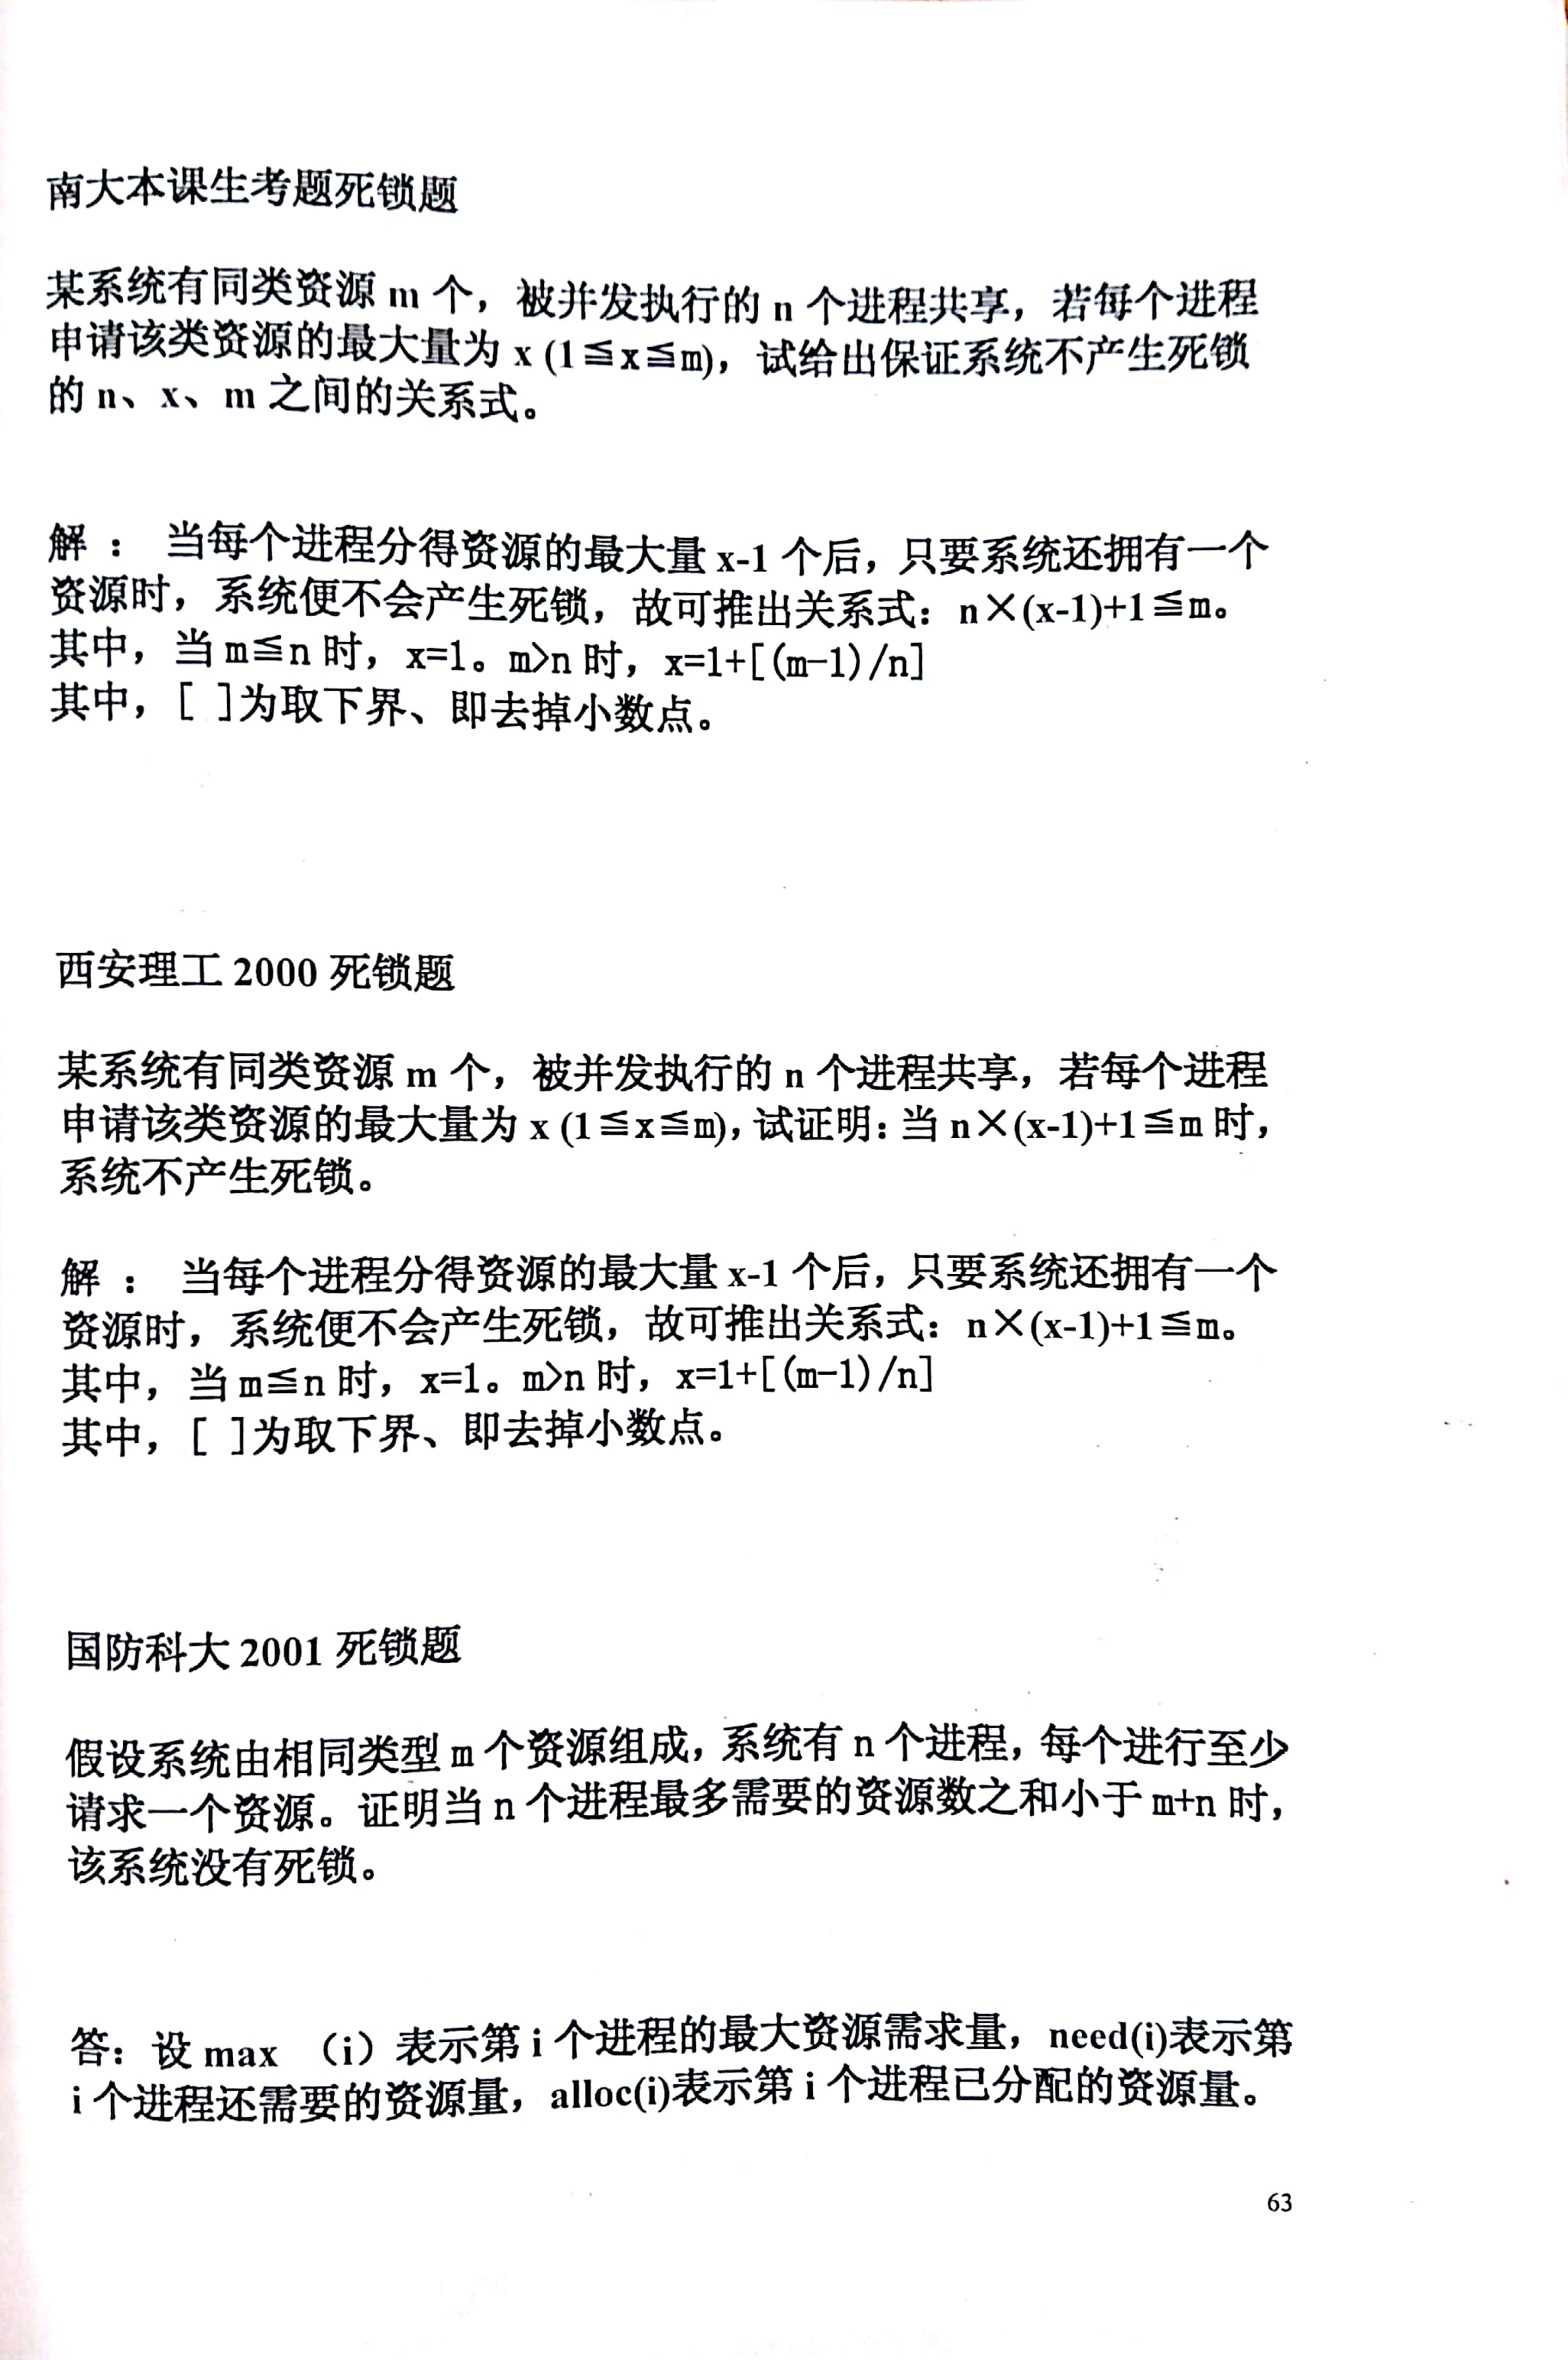 南大本课生考题死锁题
某系统有同类资源 m 个，被并发执行的 n 个进程共享，若每个进程
申请该类资源的最大量为 x (1≦x≦m)，试给出保证系统不产生死锁
的 n、x、m 之间的关系式。
解 ： 当每个进程分得资源的最大量 x-1 个后，只要系统还拥有一个
资源时，系统便不会产生死锁，故可推出关系式：n×(x-1)+1≦m。
其中，当 m≦n 时，x=1。m>n 时，x=1+[(m-1)/n]
其中，[ ]为取下界、即去掉小数点。
西安理工 2000 死锁题
某系统有同类资源 m 个，被并发执行的 n 个进程共享，若每个进程
申请该类资源的最大量为 x (1≦x≦m)，试证明：当 n×(x-1)+1≦m 时，
系统不产生死锁。
解 ： 当每个进程分得资源的最大量 x-1 个后，只要系统还拥有一个
资源时，系统便不会产生死锁，故可推出关系式：n×(x-1)+1≦m。
其中，当 m≦n 时，x=1。m>n 时，x=1+[(m-1)/n]
其中，[ ]为取下界、即去掉小数点。
国防科大 2001 死锁题
假设系统由相同类型 m 个资源组成，系统有 n 个进程，每个进行至少
请求一个资源。证明当 n 个进程最多需要的资源数之和小于 m+n 时，
该系统没有死锁。
答：设 max （i）表示第 i 个进程的最大资源需求量，need(i)表示第
i 个进程还需要的资源量，alloc(i)表示第 i 个进程已分配的资源量。
63